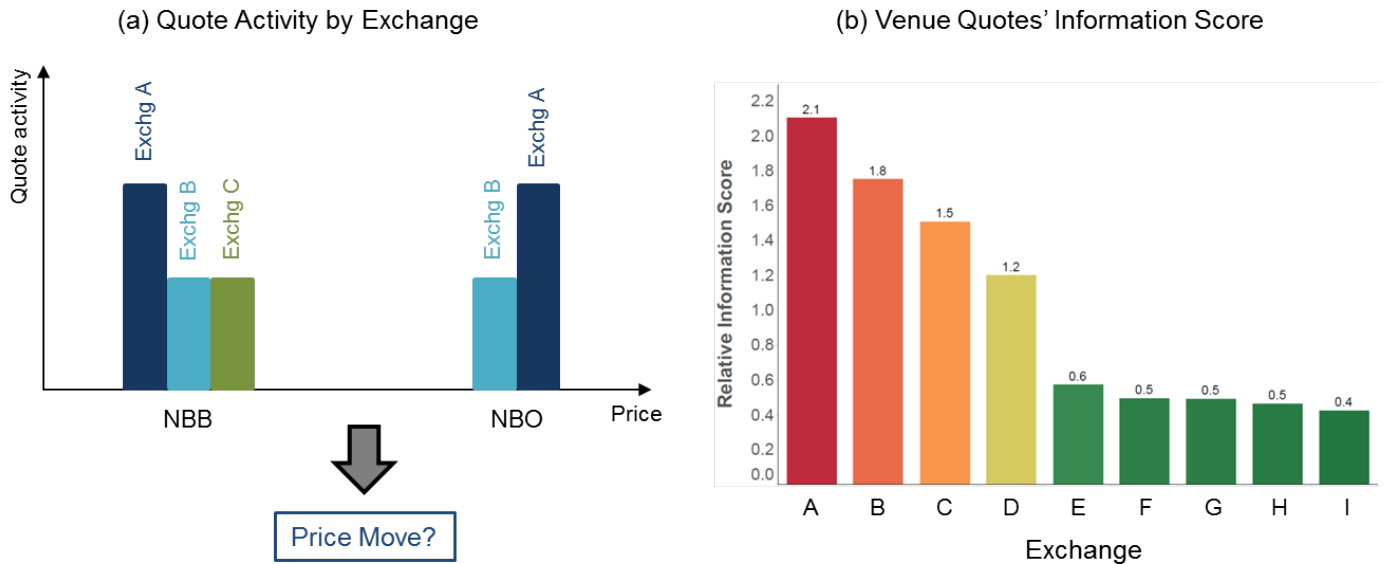 (a) Quote Activity by Exchange
Quote activity
Exchg A
Exchg B
Exchg C
Exchg B
Exchg A
NBB
NBO
Price
Price Move?
(b) Venue Quotes' Information Score
Relative Information Score
2.2
2.0
1.8
1.6
1.4
1.2
1.0
0.8
0.6
0.4
0.2
0.0
2.1
1.8
1.5
1.2
0.6
0.5
0.5
0.5
0.4
A B C D E F G H I
Exchange